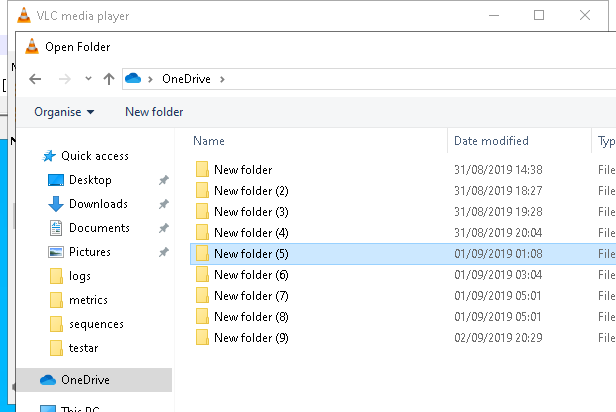 VLC media player
Open Folder
OneDrive
Organise New folder
Name Date modified Typ
Quick access
Desktop
Downloads
Documents
Pictures
logs
metrics
sequences
testar
OneDrive
This PC
New folder 31/08/2019 14:38 File
New folder (2) 31/08/2019 18:27 File
New folder (3) 31/08/2019 19:28 File
New folder (4) 31/08/2019 20:04 File
New folder (5) 01/09/2019 01:08 File
New folder (6) 01/09/2019 03:04 File
New folder (7) 01/09/2019 05:01 File
New folder (8) 01/09/2019 05:01 File
New folder (9) 02/09/2019 20:29 File